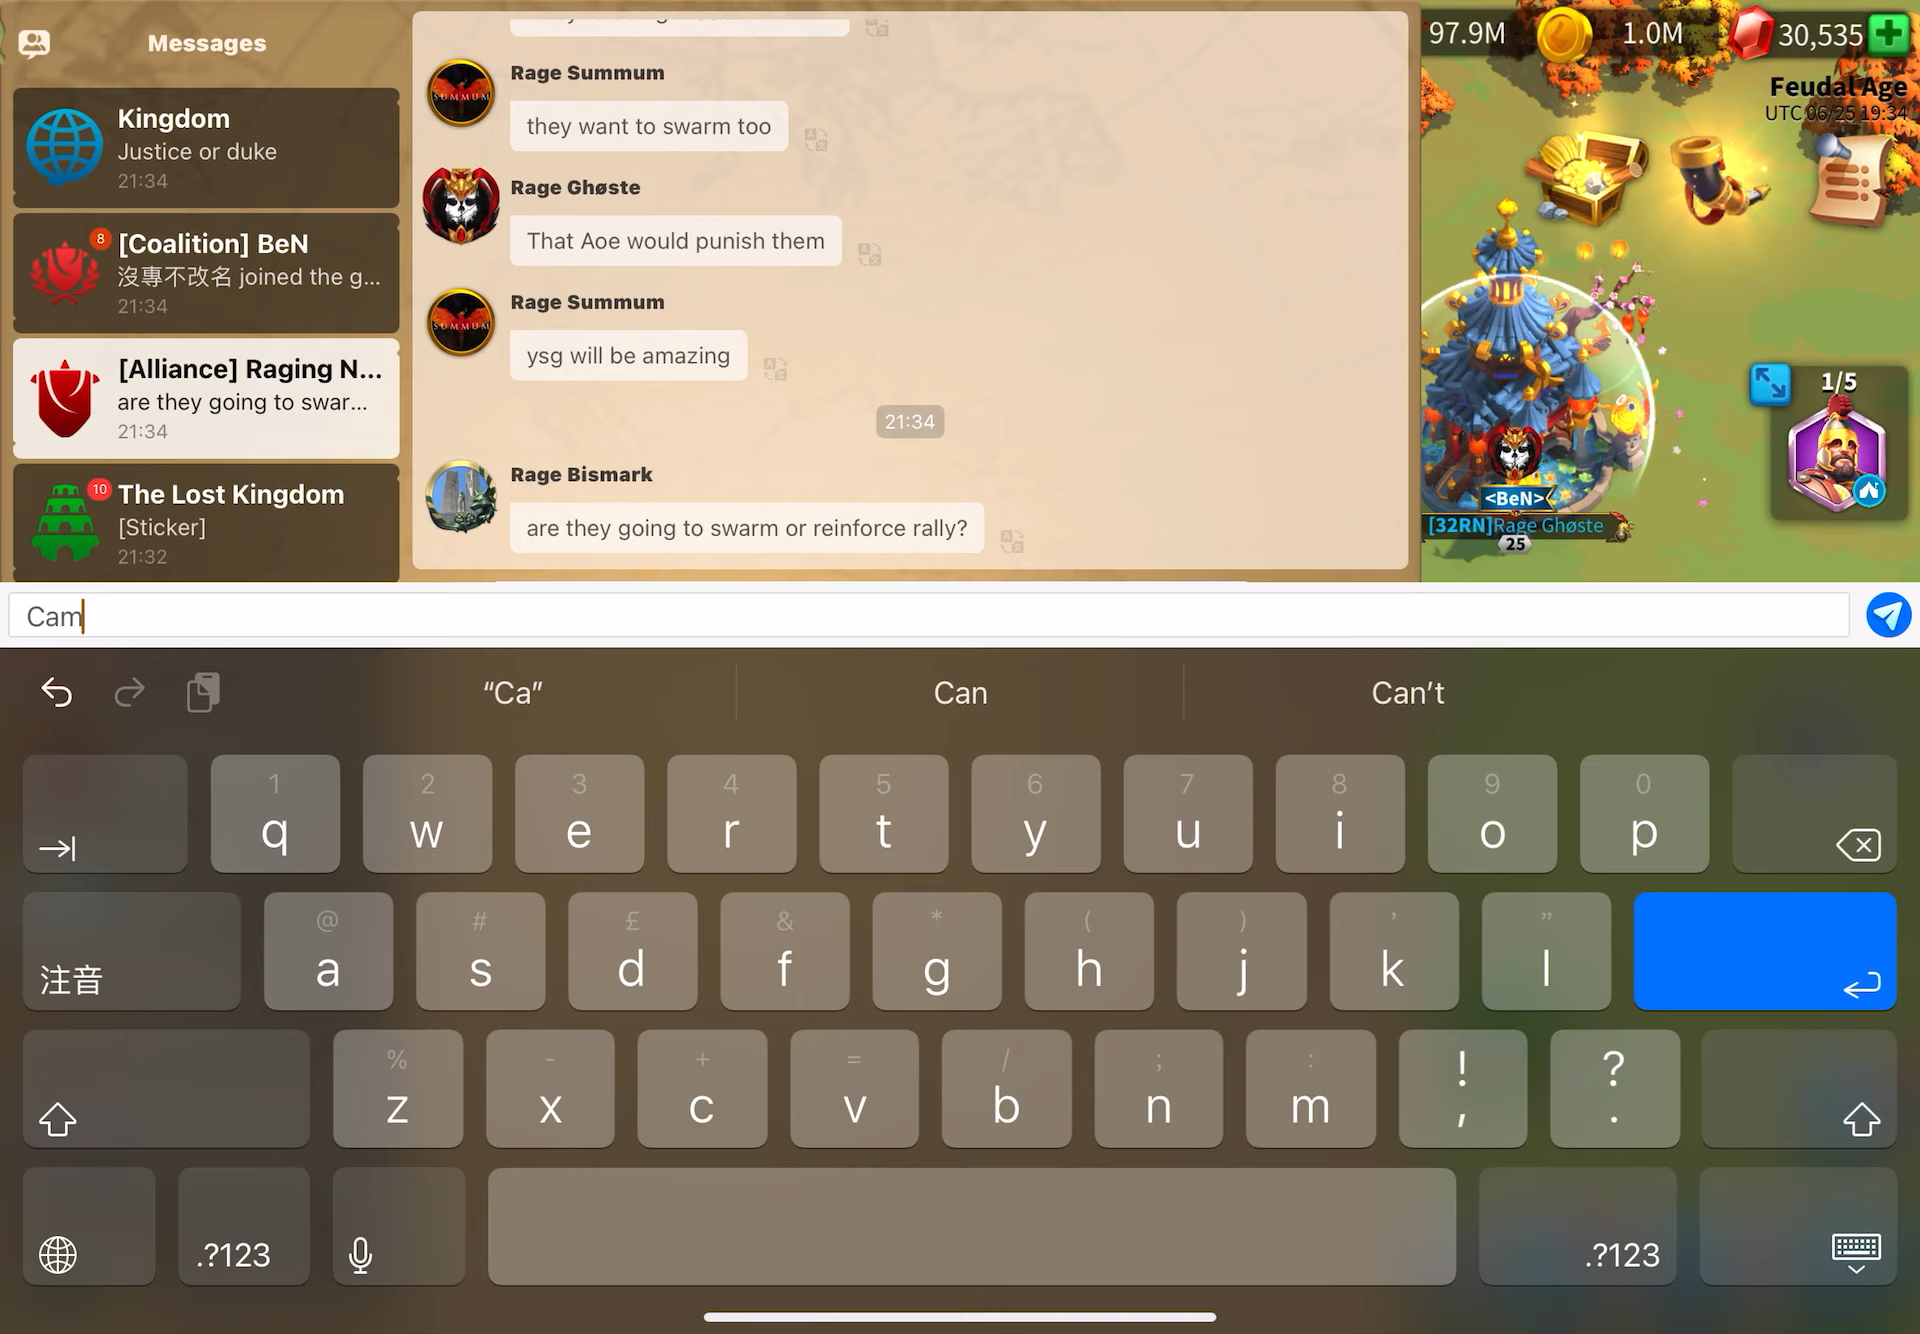 Messages
Kingdom
Justice or duke
21:34
8
[Coalition] BeN
沒專不改名 joined the g...
21:34
[Alliance] Raging N...
are they going to swar...
21:34
10
The Lost Kingdom
[Sticker]
21:32
Rage Summum
SUMMUM
they want to swarm too
Rage Ghøste
That Aoe would punish them
Rage Summum
SUMMUM
ysg will be amazing
21:34
Rage Bismark
are they going to swarm or reinforce rally?
97.9M
1.0M
30,535
Feudal Age
UTC 06/25 19:34
1/5
<BeN>
[32RN]Rage Ghøste
25
Cam
“Ca”
Can
Can’t
1 2 3 4 5 6 7 8 9 0
q w e r t y u i o p
@ # £ & * ( ) ’ ”
注音 a s d f g h j k l
% - + = / ; : ! ?
z x c v b n m , .
.?123
.?123